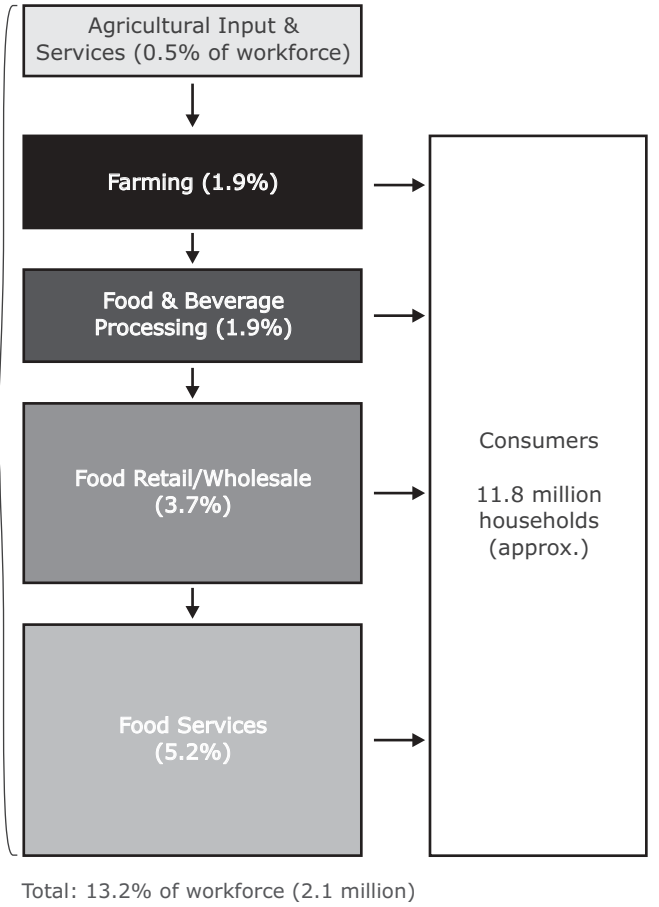 Agricultural Input &
Services (0.5% of workforce)
Farming (1.9%)
Food & Beverage
Processing (1.9%)
Food Retail/Wholesale
(3.7%)
Food Services
(5.2%)
Consumers
11.8 million
households
(approx.)
Total: 13.2% of workforce (2.1 million)